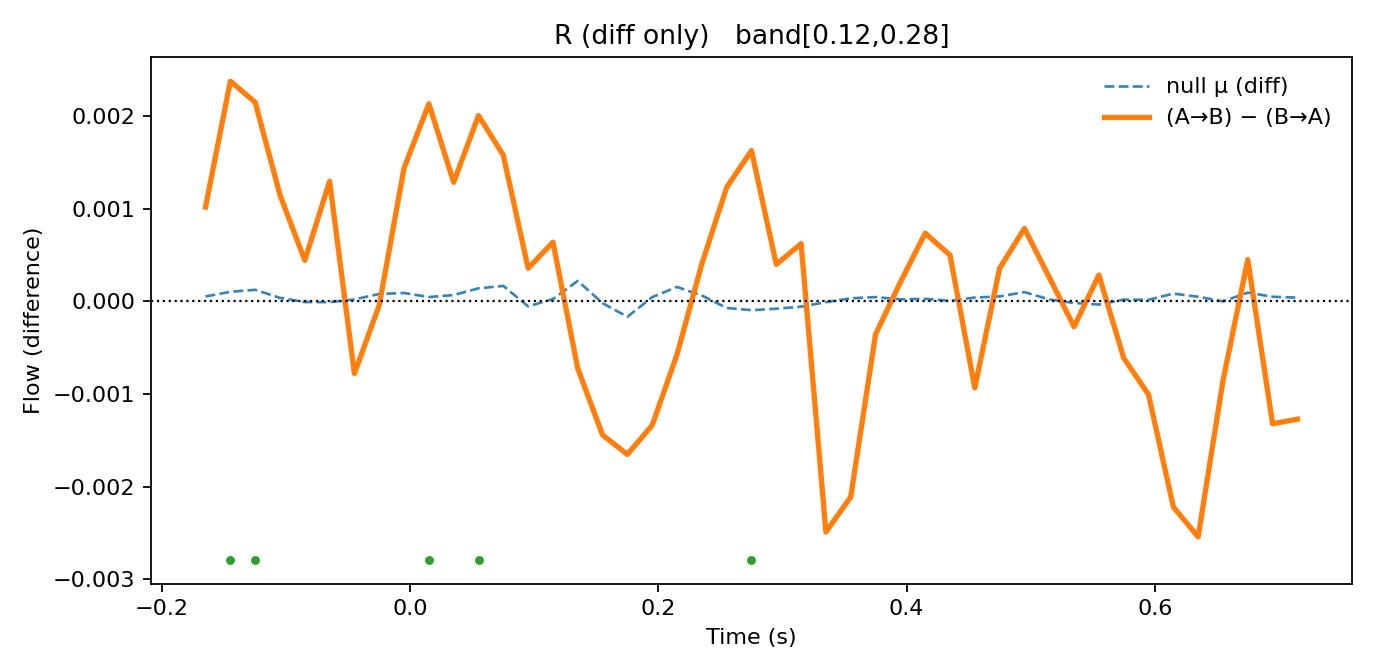 R (diff only)   band[0.12,0.28]
null μ (diff)
(A→B) − (B→A)
Flow (difference)
0.002
0.001
0.000
−0.001
−0.002
−0.003
−0.2
0.0
0.2
0.4
0.6
Time (s)